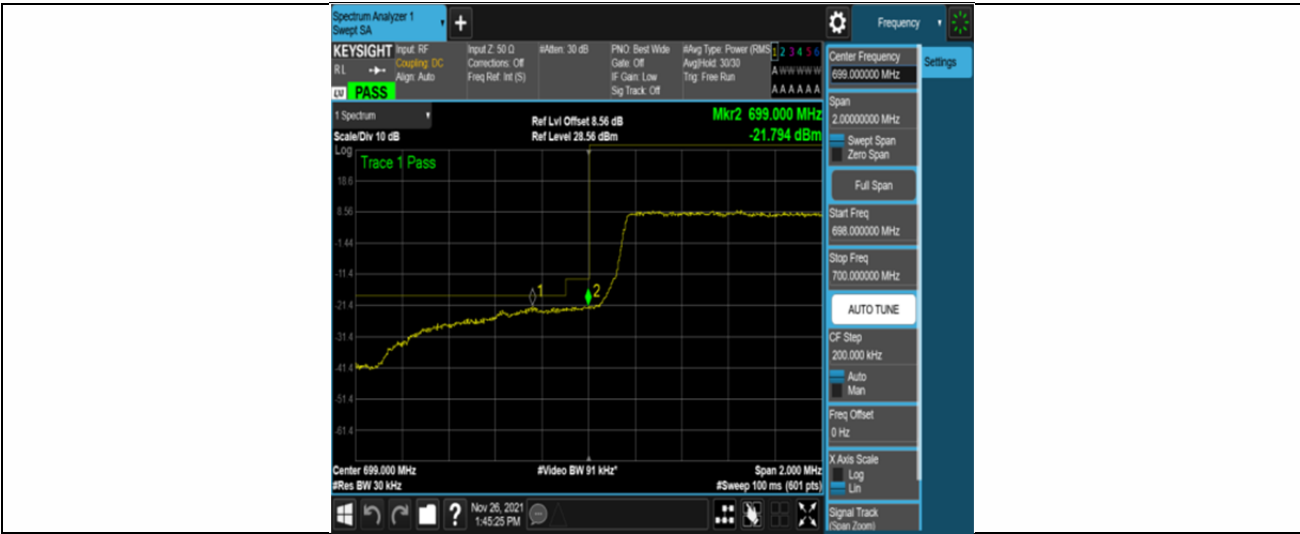 Spectrum Analyzer 1
Swept SA
+
Frequency
KEYSIGHT
RL
PASS
Input: RF
Coupling: DC
Align: Auto
Input Z: 50 Ω
Corrections: Off
Freq Ref: Int (S)
#Atten: 30 dB
PNO: Best Wide
Gate: Off
IF Gain: Low
Sig Track: Off
#Avg Type: Power (RMS
Avg|Hold: 30/30
Trig: Free Run
1 2 3 4 5 6
A W W W W W
A A A A A A
1 Spectrum
Scale/Div 10 dB
Ref Lvl Offset 8.56 dB
Ref Level 28.56 dBm
Mkr2 699.000 MHz
-21.794 dBm
Log
Trace 1 Pass
18.6
8.56
-1.44
-11.4
-21.4
-31.4
-41.4
-51.4
-61.4
1
2
Center 699.000 MHz
#Res BW 30 kHz
#Video BW 91 kHz*
Span 2.000 MHz
#Sweep 100 ms (601 pts)
Center Frequency
699.000000 MHz
Settings
Span
2.00000000 MHz
Swept Span
Zero Span
Full Span
Start Freq
698.000000 MHz
Stop Freq
700.000000 MHz
AUTO TUNE
CF Step
200.000 kHz
Auto
Man
Freq Offset
0 Hz
X Axis Scale
Log
Lin
Signal Track
(Span Zoom)
?
Nov 26, 2021
1:45:25 PM